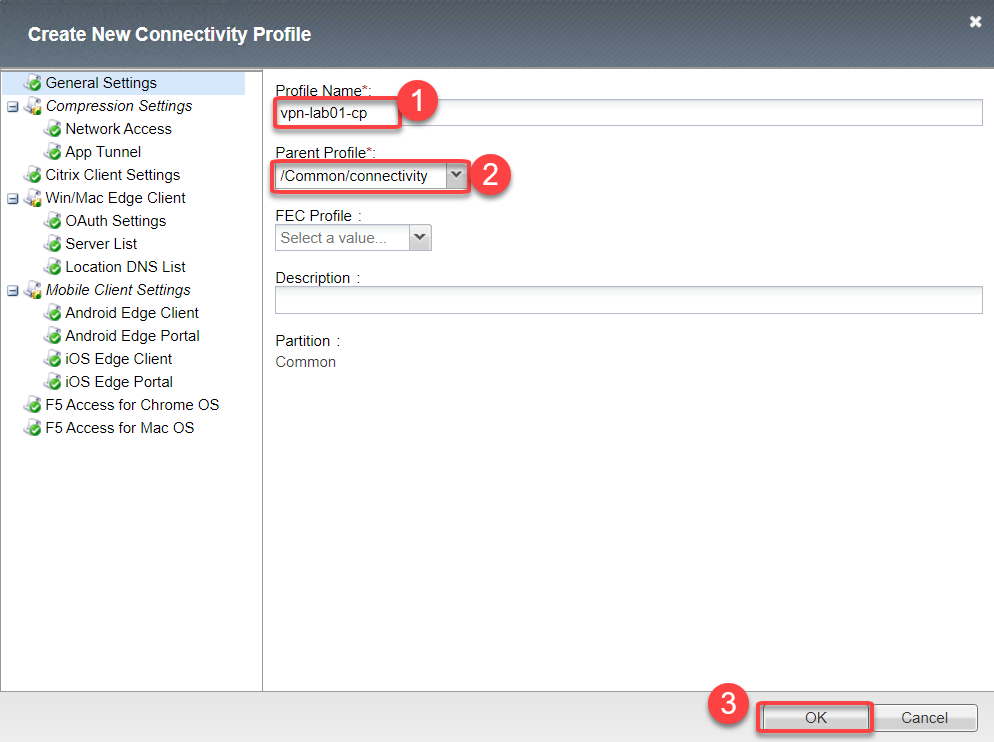 Create New Connectivity Profile
General Settings
Compression Settings
Network Access
App Tunnel
Citrix Client Settings
Win/Mac Edge Client
OAuth Settings
Server List
Location DNS List
Mobile Client Settings
Android Edge Client
Android Edge Portal
iOS Edge Client
iOS Edge Portal
F5 Access for Chrome OS
F5 Access for Mac OS
Profile Name*:
vpn-lab01-cp
1
Parent Profile*:
/Common/connectivity
2
FEC Profile :
Select a value...
Description :
Partition :
Common
3
OK
Cancel